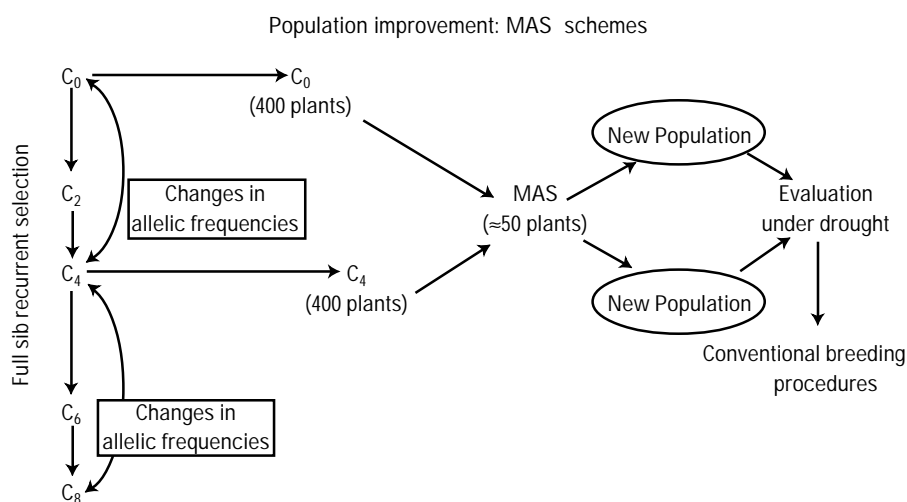 Population improvement: MAS schemes
Full sib recurrent selection
C₀
C₂
C₄
C₆
C₈
Changes in
allelic frequencies
Changes in
allelic frequencies
C₀
(400 plants)
C₄
(400 plants)
MAS
(≈50 plants)
New Population
New Population
Evaluation
under drought
Conventional breeding
procedures